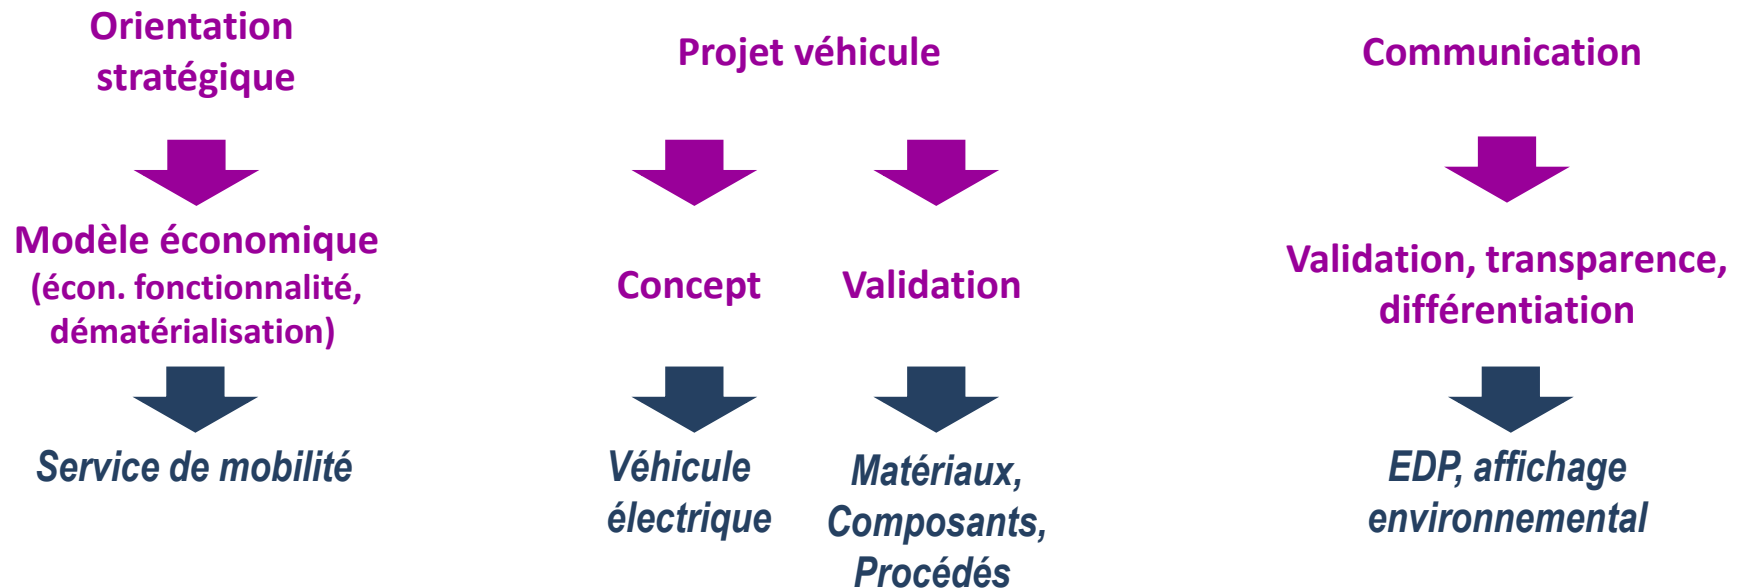 Orientation
stratégique
Projet véhicule
Communication
Modèle économique
(écon. fonctionnalité,
dématérialisation)
Concept
Validation
Validation, transparence,
différentiation
Service de mobilité
Véhicule
électrique
Matériaux,
Composants,
Procédés
EDP, affichage
environnemental